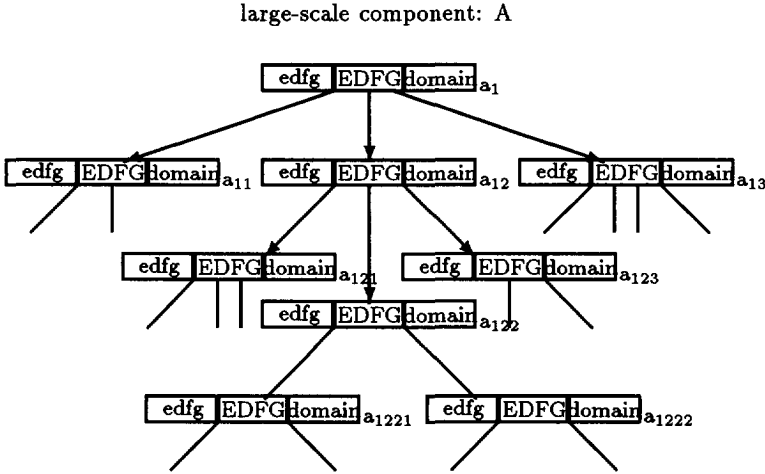 large-scale component: A
edfg EDFG domain a₁
edfg EDFG domain a₁₁ edfg EDFG domain a₁₂ edfg EDFG domain a₁₃
edfg EDFG domain a₁₂₁ edfg EDFG domain a₁₂₃
edfg EDFG domain a₁₂₂
edfg EDFG domain a₁₂₂₁ edfg EDFG domain a₁₂₂₂